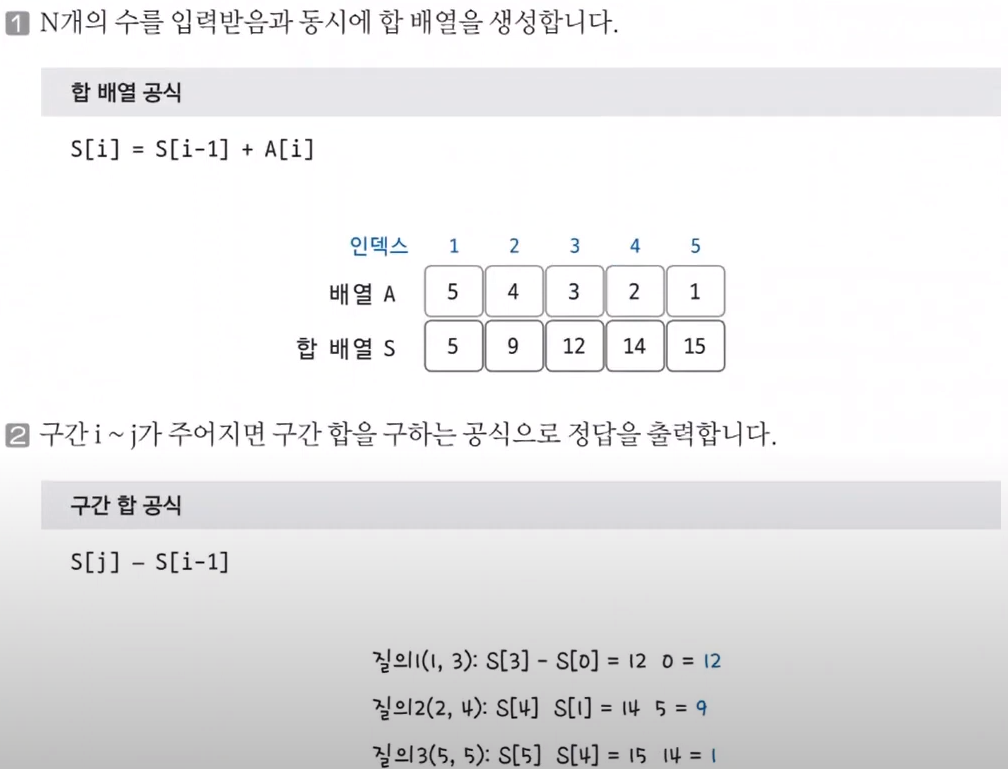 1 N개의 수를 입력받음과 동시에 합 배열을 생성합니다.
합 배열 공식
S[i] = S[i-1] + A[i]
인덱스 1 2 3 4 5
배열 A 5 4 3 2 1
합 배열 S 5 9 12 14 15
2 구간 i ~ j가 주어지면 구간 합을 구하는 공식으로 정답을 출력합니다.
구간 합 공식
S[j] – S[i-1]
질의1(1, 3): S[3] - S[0] = 12 0 = 12
질의2(2, 4): S[4] S[1] = 14 5 = 9
질의3(5, 5): S[5] S[4] = 15 14 = 1